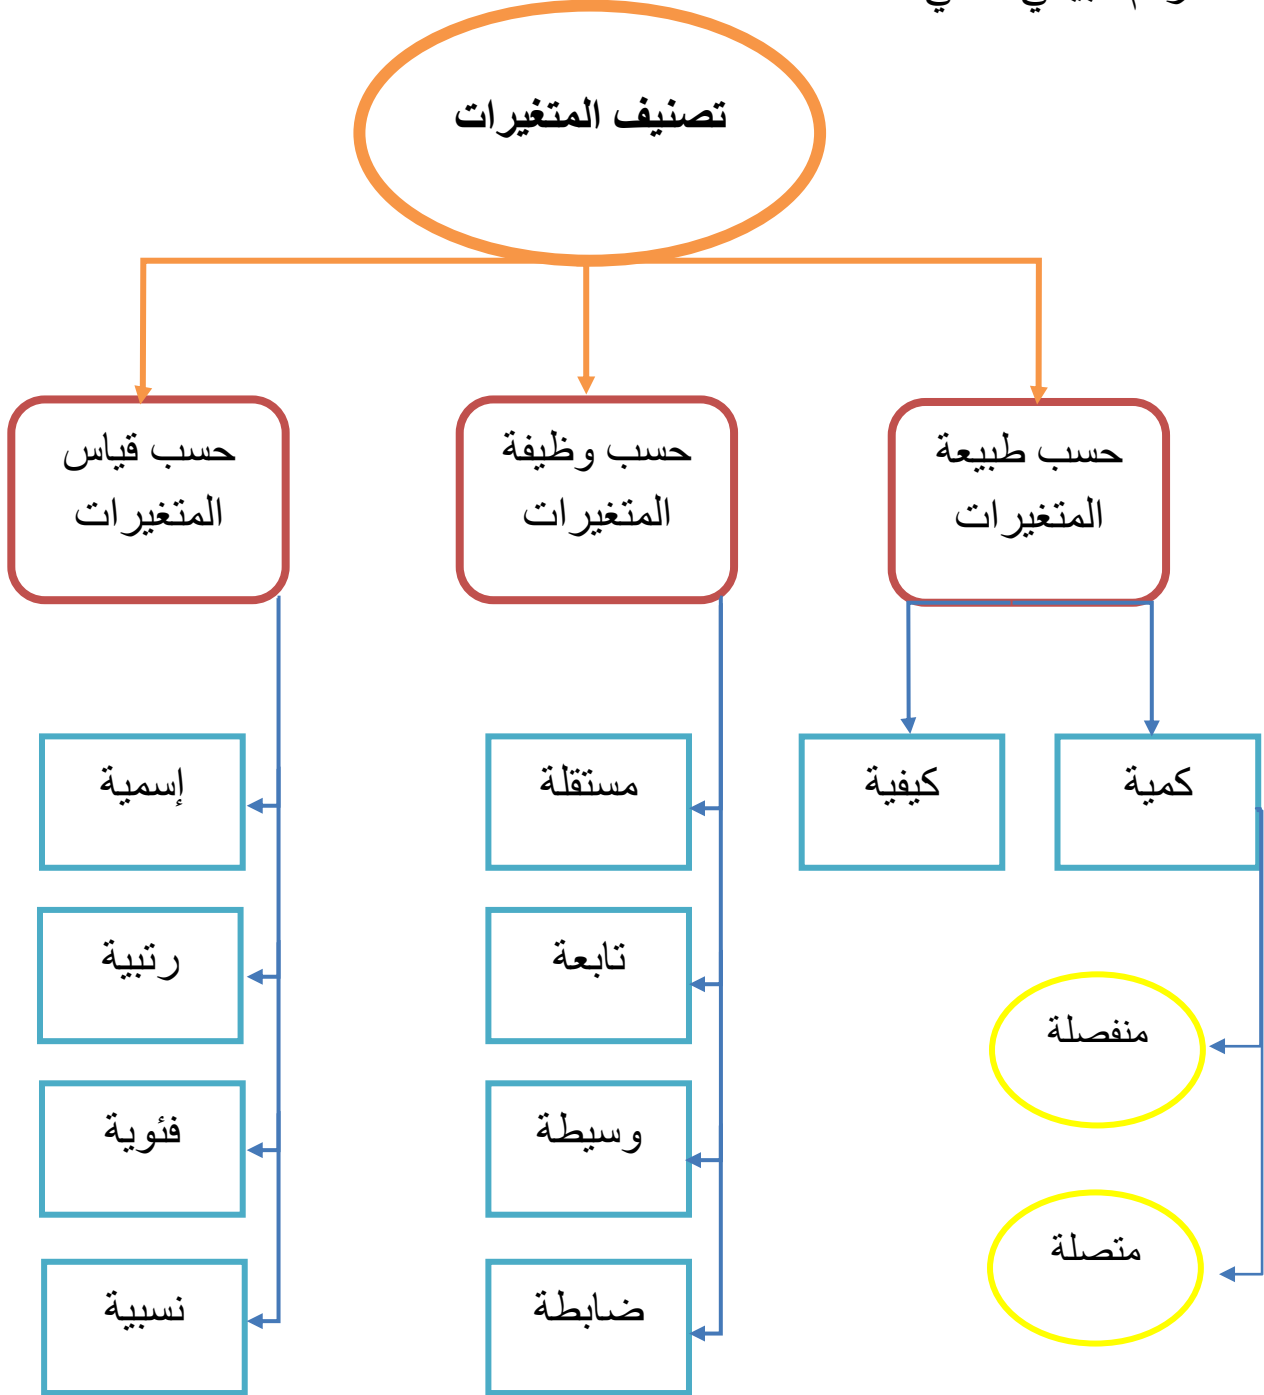 تصنيف المتغيرات
حسب طبيعة
المتغيرات
حسب وظيفة
المتغيرات
حسب قياس
المتغيرات
كمية
كيفية
مستقلة
إسمية
تابعة
رتبية
منفصلة
وسيطة
فئوية
متصلة
ضابطة
نسبية